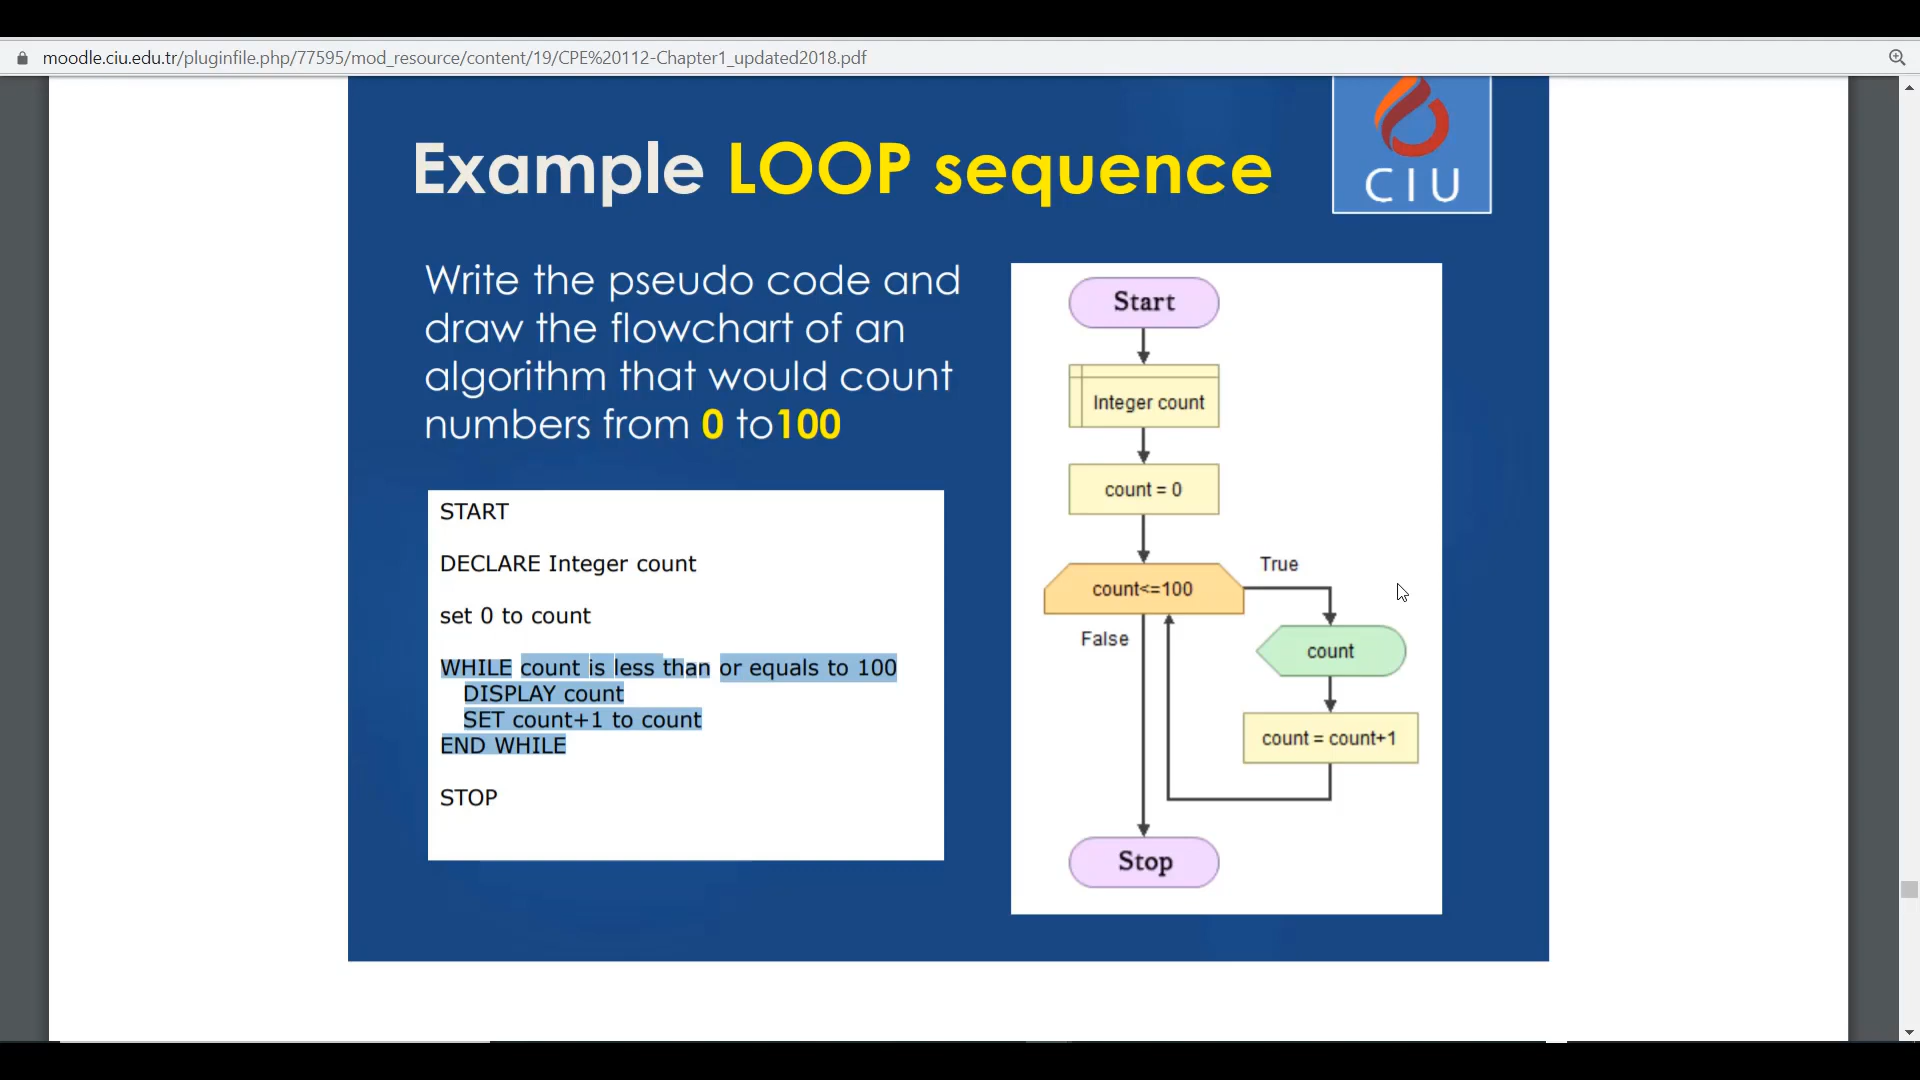 moodle.ciu.edu.tr/pluginfile.php/77595/mod_resource/content/19/CPE%20112-Chapter1_updated2018.pdf
Example LOOP sequence
CIU
Write the pseudo code and
draw the flowchart of an
algorithm that would count
numbers from 0 to100
START
DECLARE Integer count
set 0 to count
WHILE count is less than or equals to 100
DISPLAY count
SET count+1 to count
END WHILE
STOP
Start
Integer count
count = 0
count<=100
True
False
count
count = count+1
Stop